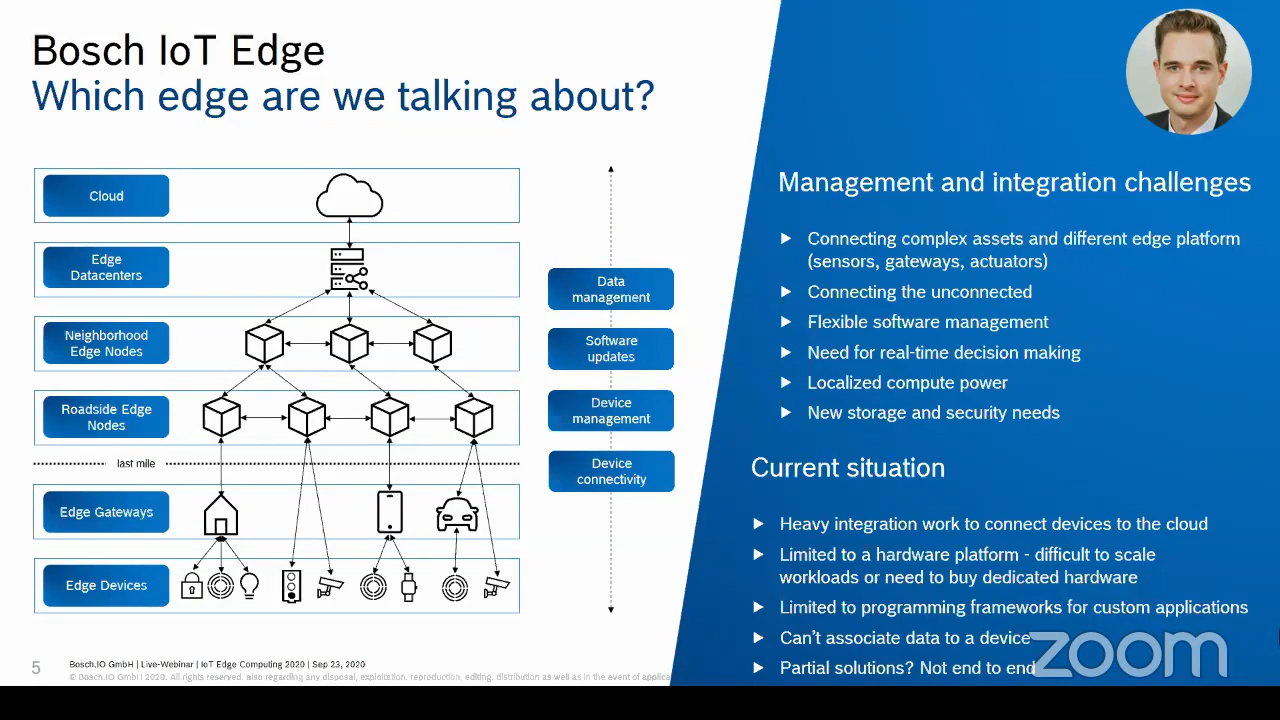 Bosch IoT Edge
Which edge are we talking about?
Cloud
Edge
Datacenters
Neighborhood
Edge Nodes
Roadside Edge
Nodes
last mile
Edge Gateways
Edge Devices
Data
management
Software
updates
Device
management
Device
connectivity
Management and integration challenges
Connecting complex assets and different edge platform
(sensors, gateways, actuators)
Connecting the unconnected
Flexible software management
Need for real-time decision making
Localized compute power
New storage and security needs
Current situation
Heavy integration work to connect devices to the cloud
Limited to a hardware platform - difficult to scale
workloads or need to buy dedicated hardware
Limited to programming frameworks for custom applications
Can't associate data to a device
Partial solutions? Not end to end
zoom
5
Bosch.IO GmbH | Live-Webinar | IoT Edge Computing 2020 | Sep 23, 2020
© Bosch.IO GmbH 2020. All rights reserved, also regarding any disposal, exploitation, reproduction, editing, distribution as well as in the event of